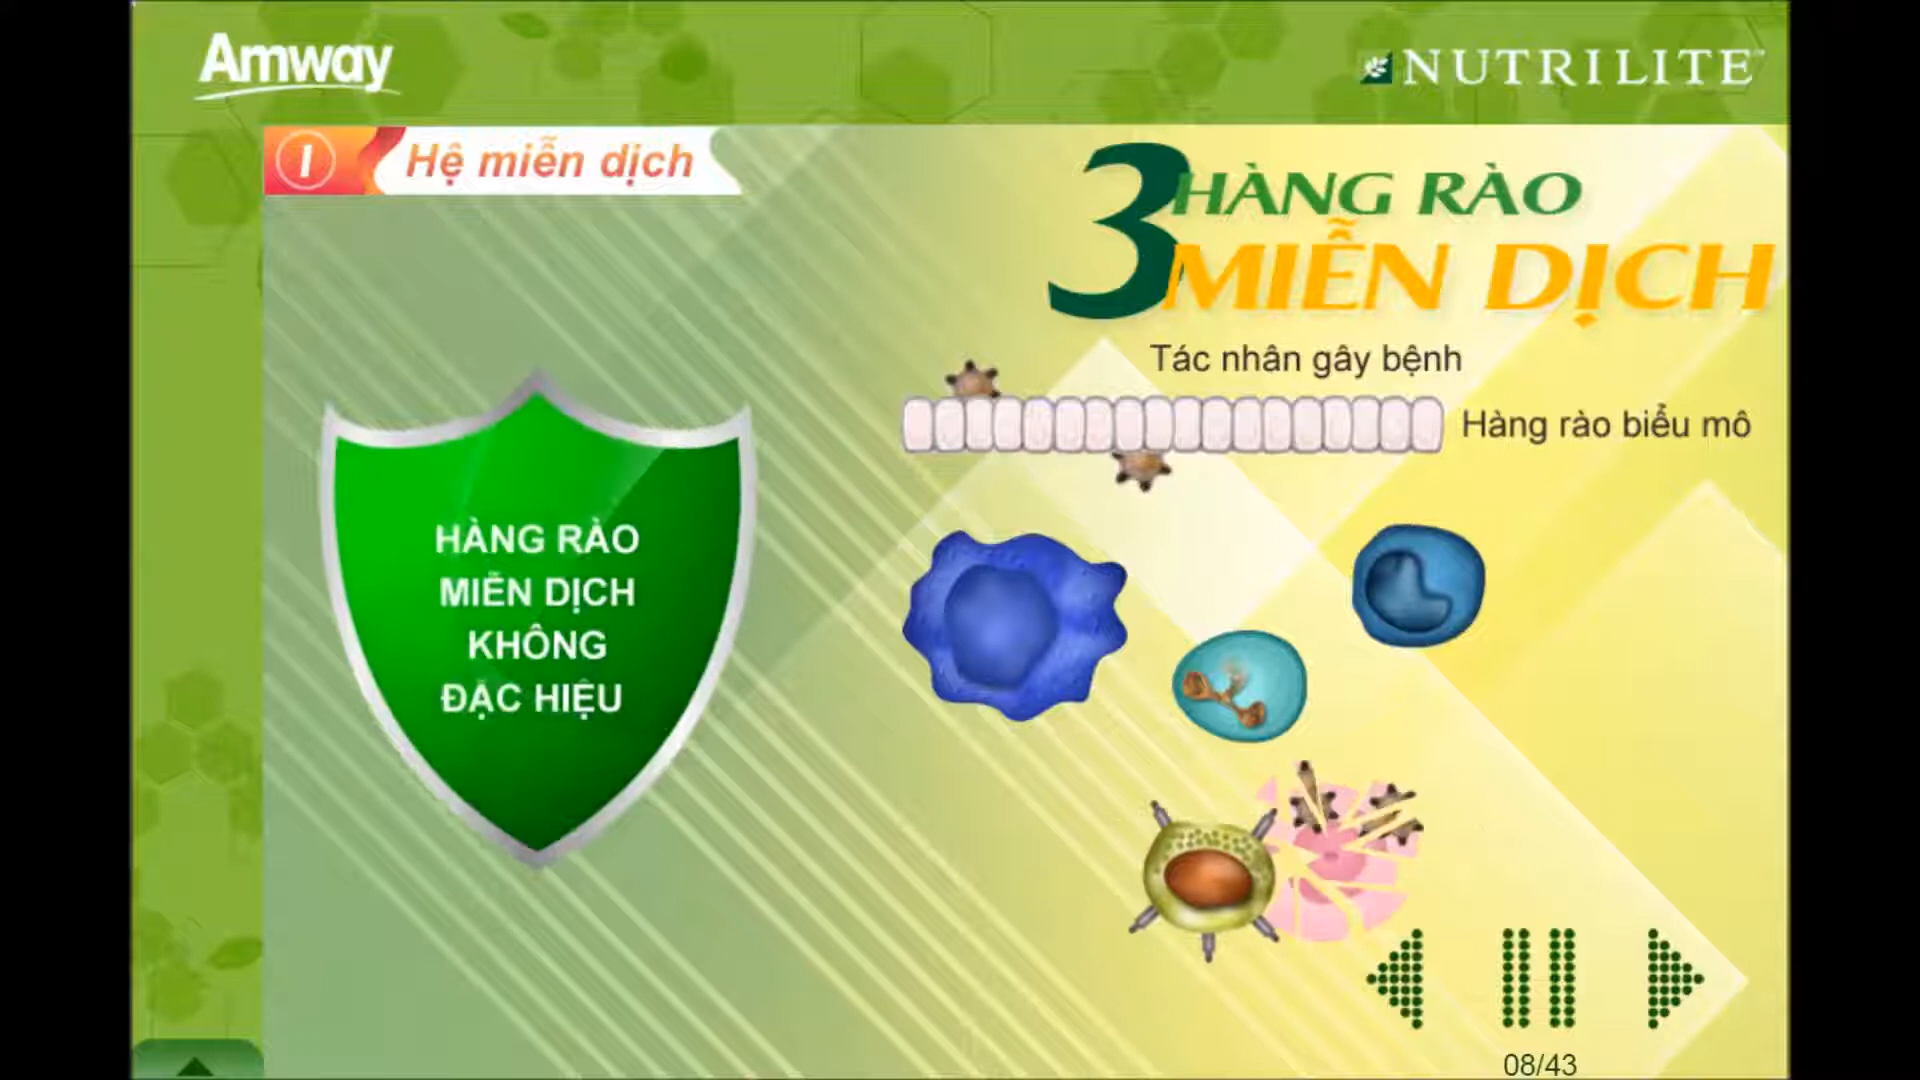 Amway
NUTRILITE™
I
Hệ miễn dịch
3 HÀNG RÀO
MIỄN DỊCH
Tác nhân gây bệnh
Hàng rào biểu mô
HÀNG RÀO
MIỄN DỊCH
KHÔNG
ĐẶC HIỆU
08/43